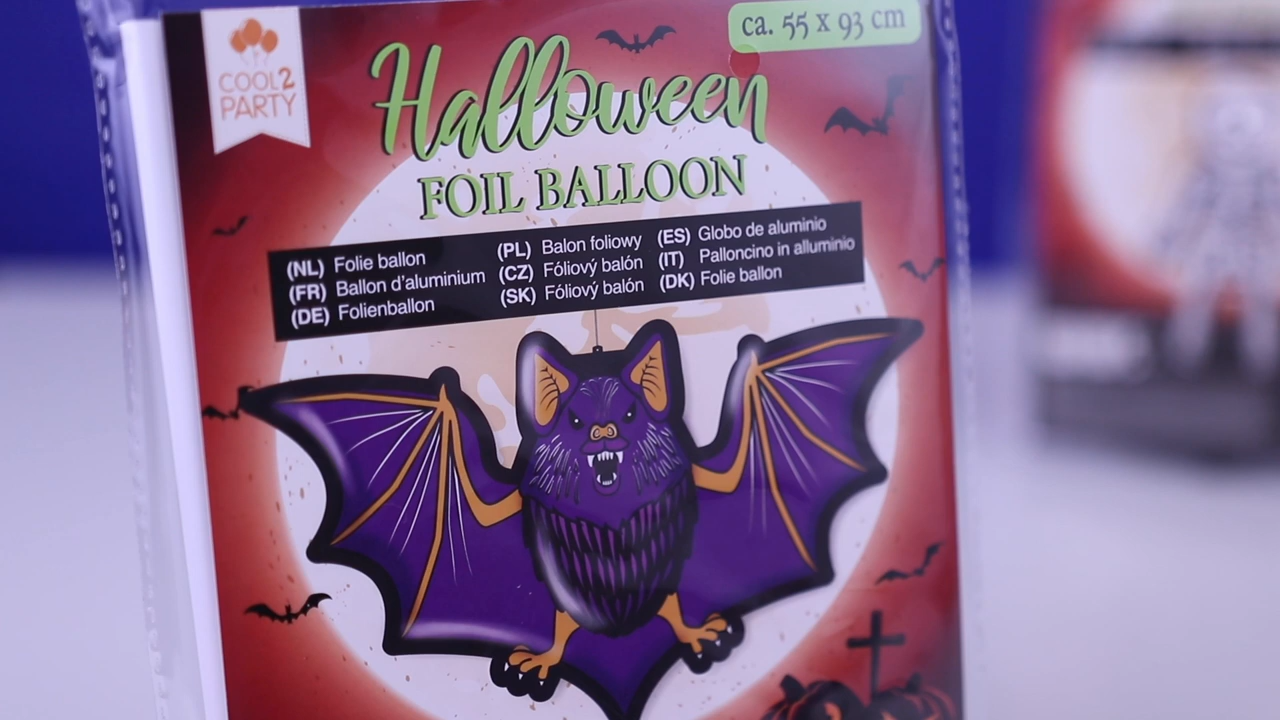 COOL2
PARTY
ca. 55 x 93 cm
Halloween
FOIL BALLOON
(NL) Folie ballon
(FR) Ballon d'aluminium
(DE) Folienballon
(PL) Balon foliowy
(CZ) Fóliový balón
(SK) Fóliový balón
(ES) Globo de aluminio
(IT) Palloncino in alluminio
(DK) Folie ballon